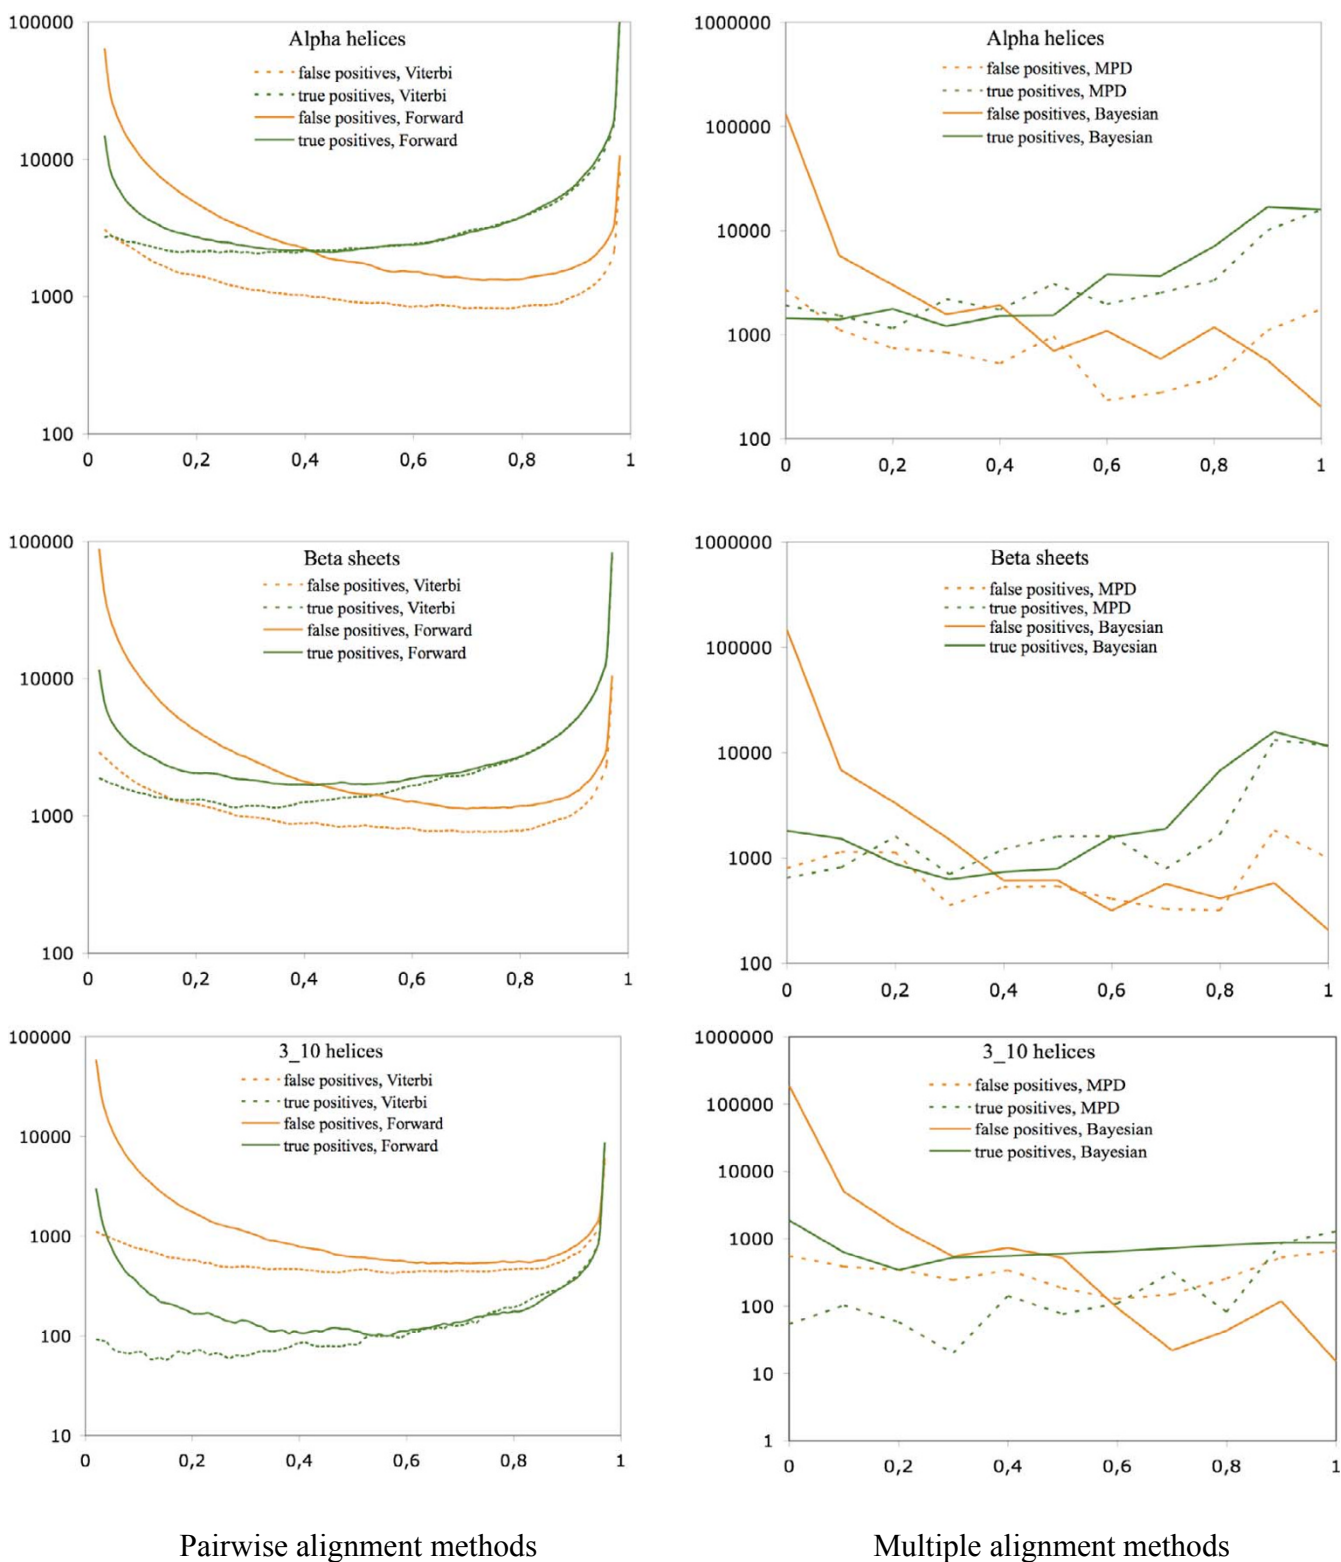 Alpha helices
false positives, Viterbi
true positives, Viterbi
false positives, Forward
true positives, Forward
100000
10000
1000
100
0 0,2 0,4 0,6 0,8 1
Alpha helices
false positives, MPD
true positives, MPD
false positives, Bayesian
true positives, Bayesian
1000000
100000
10000
1000
100
0 0,2 0,4 0,6 0,8 1
Beta sheets
false positives, Viterbi
true positives, Viterbi
false positives, Forward
true positives, Forward
100000
10000
1000
100
0 0,2 0,4 0,6 0,8 1
Beta sheets
false positives, MPD
true positives, MPD
false positives, Bayesian
true positives, Bayesian
1000000
100000
10000
1000
100
0 0,2 0,4 0,6 0,8 1
3_10 helices
false positives, Viterbi
true positives, Viterbi
false positives, Forward
true positives, Forward
100000
10000
1000
100
10
0 0,2 0,4 0,6 0,8 1
3_10 helices
false positives, MPD
true positives, MPD
false positives, Bayesian
true positives, Bayesian
1000000
100000
10000
1000
100
10
1
0 0,2 0,4 0,6 0,8 1
Pairwise alignment methods
Multiple alignment methods